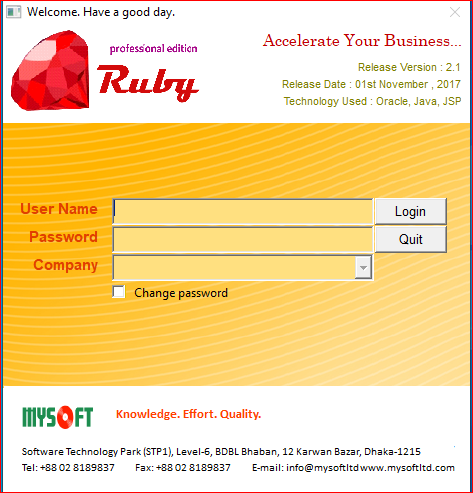 Welcome. Have a good day.
professional edition
Ruby
Accelerate Your Business...
Release Version : 2.1
Release Date : 01st November , 2017
Technology Used : Oracle, Java, JSP
User Name
Login
Password
Quit
Company
Change password
MYSOFT
Knowledge. Effort. Quality.
Software Technology Park (STP1), Level-6, BDBL Bhaban, 12 Karwan Bazar, Dhaka-1215
Tel: +88 02 8189837 Fax: +88 02 8189837 E-mail: info@mysoftltdwww.mysoftltd.com